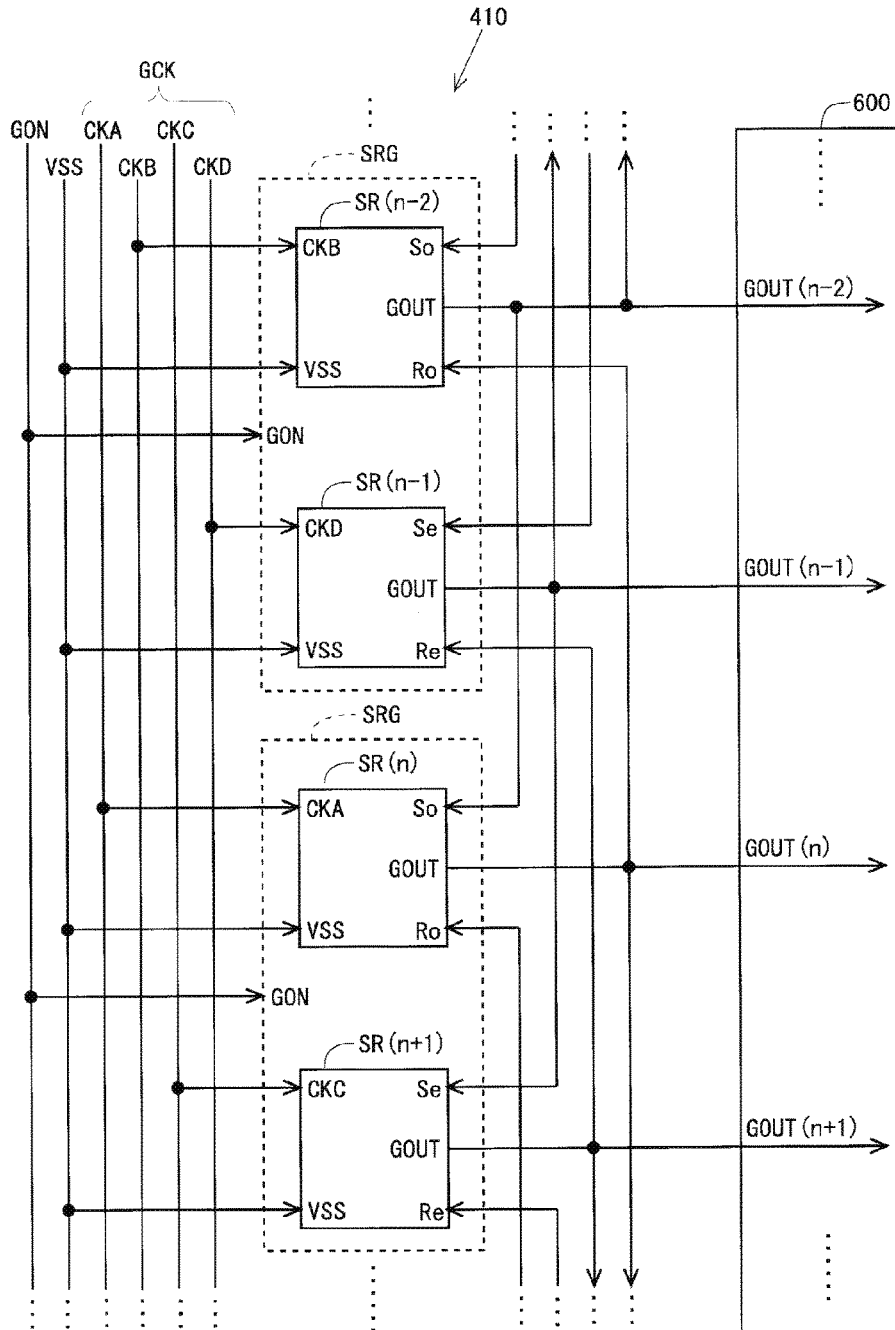 410
GCK
600
GON
CKA
CKC
VSS
CKB
CKD
SRG
SR(n-2)
CKB
So
GOUT
GOUT(n-2)
VSS
Ro
GON
SR(n-1)
CKD
Se
GOUT
GOUT(n-1)
VSS
Re
SRG
SR(n)
CKA
So
GOUT
GOUT(n)
VSS
Ro
GON
SR(n+1)
CKC
Se
GOUT
GOUT(n+1)
VSS
Re